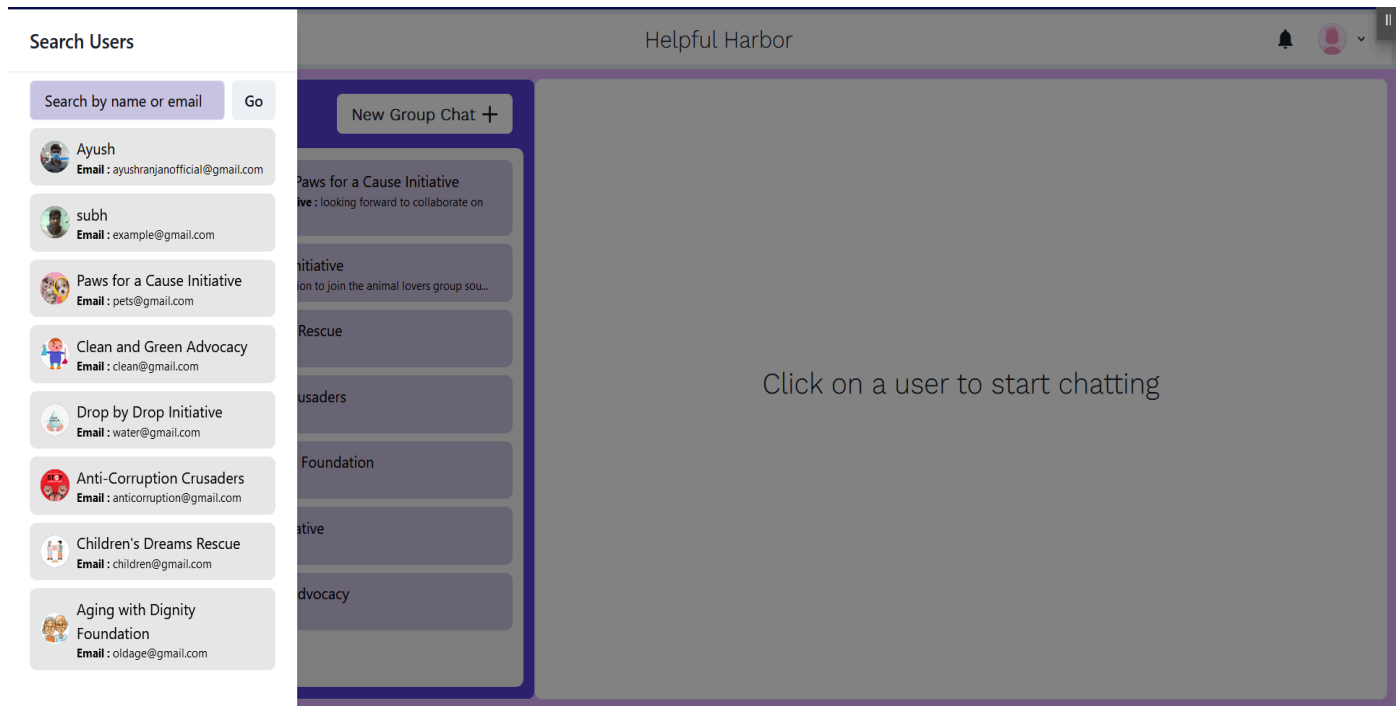 Search Users
Helpful Harbor
Search by name or email
Go
New Group Chat +
Ayush
Email : ayushranjanofficial@gmail.com
subh
Email : example@gmail.com
Paws for a Cause Initiative
Email : pets@gmail.com
Clean and Green Advocacy
Email : clean@gmail.com
Drop by Drop Initiative
Email : water@gmail.com
Anti-Corruption Crusaders
Email : anticorruption@gmail.com
Children's Dreams Rescue
Email : children@gmail.com
Aging with Dignity
Foundation
Email : oldage@gmail.com
Paws for a Cause Initiative
ive : looking forward to collaborate on
nitiative
ion to join the animal lovers group sou...
Rescue
usaders
Foundation
ative
dvocacy
Click on a user to start chatting